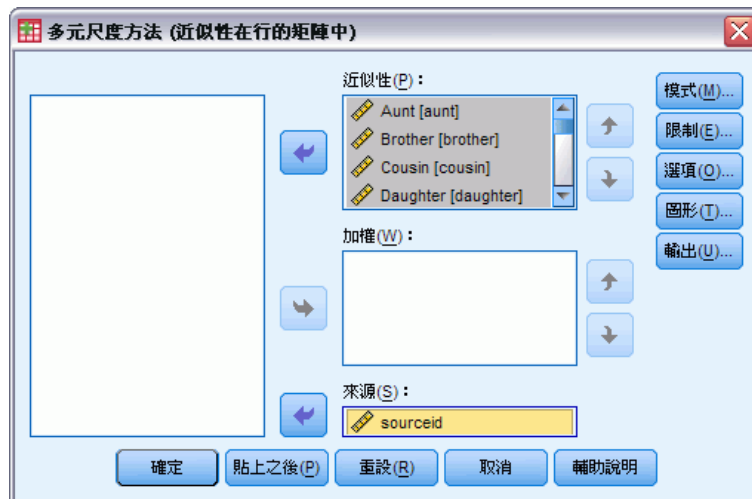 多元尺度方法 (近似性在行的矩陣中)
近似性(P)：
Aunt [aunt]
Brother [brother]
Cousin [cousin]
Daughter [daughter]
加權(W)：
來源(S)：
sourceid
模式(M)...
限制(E)...
選項(O)...
圖形(T)...
輸出(U)...
確定
貼上之後(P)
重設(R)
取消
輔助說明